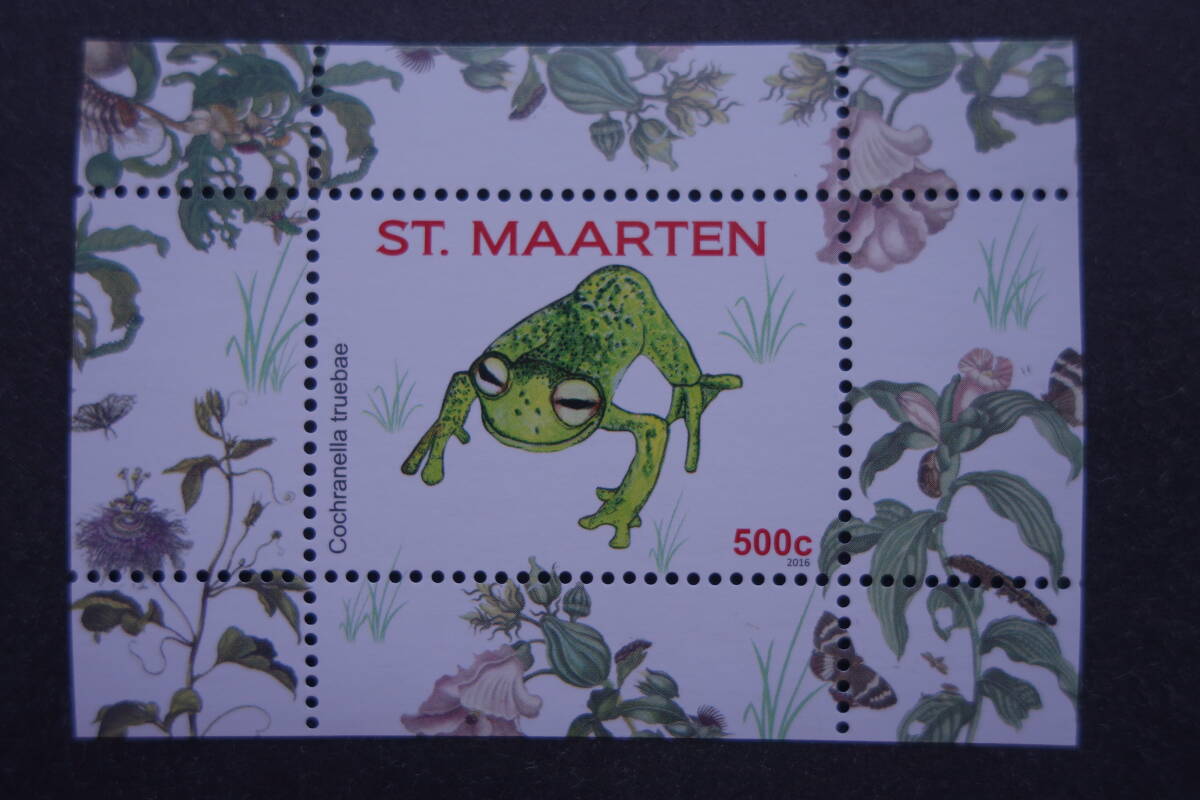 ST. MAARTEN
Cochranella truebae
500c
2016